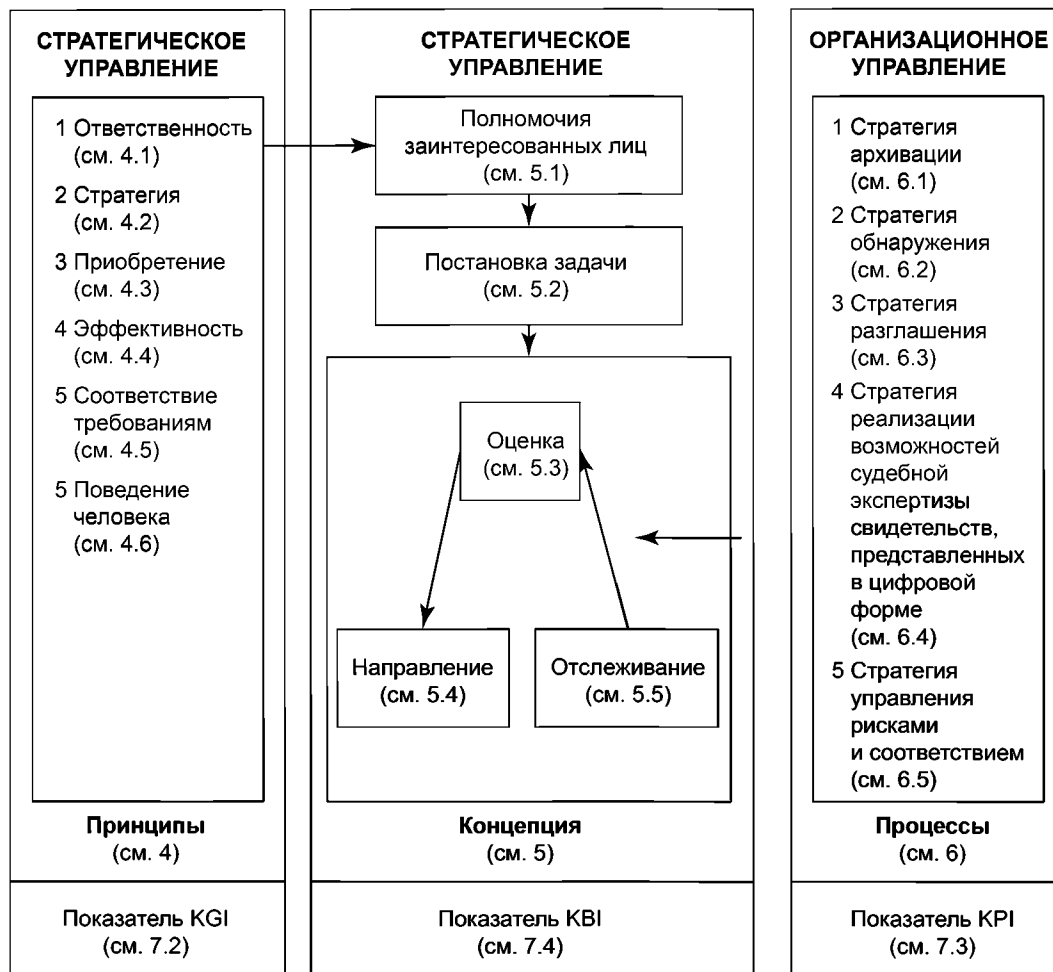 СТРАТЕГИЧЕСКОЕ
УПРАВЛЕНИЕ
1 Ответственность
(см. 4.1)
2 Стратегия
(см. 4.2)
3 Приобретение
(см. 4.3)
4 Эффективность
(см. 4.4)
5 Соответствие
требованиям
(см. 4.5)
5 Поведение
человека
(см. 4.6)
Принципы
(см. 4)
Показатель KGI
(см. 7.2)
СТРАТЕГИЧЕСКОЕ
УПРАВЛЕНИЕ
Полномочия
заинтересованных лиц
(см. 5.1)
Постановка задачи
(см. 5.2)
Оценка
(см. 5.3)
Направление
(см. 5.4)
Отслеживание
(см. 5.5)
Концепция
(см. 5)
Показатель KBI
(см. 7.4)
ОРГАНИЗАЦИОННОЕ
УПРАВЛЕНИЕ
1 Стратегия
архивации
(см. 6.1)
2 Стратегия
обнаружения
(см. 6.2)
3 Стратегия
разглашения
(см. 6.3)
4 Стратегия
реализации
возможностей
судебной
экспертизы
свидетельств,
представленных
в цифровой
форме
(см. 6.4)
5 Стратегия
управления
рисками
и соответствием
(см. 6.5)
Процессы
(см. 6)
Показатель KPI
(см. 7.3)